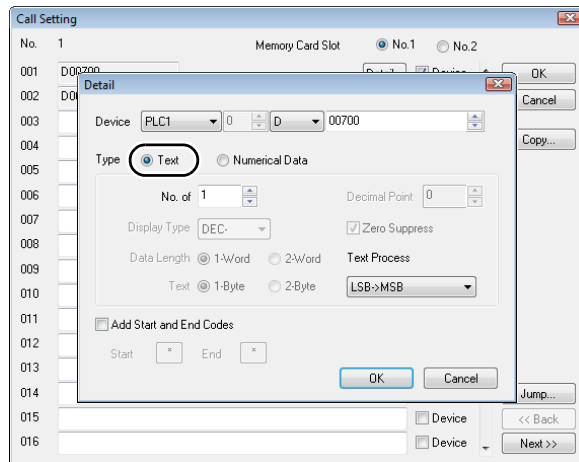 Call Setting
No. 1 Memory Card Slot No.1 No.2
001 D00700 Detail... Device OK
Detail
002 Cancel
Device PLC1 0 D 00700
003
004 Copy...
Type Text Numerical Data
005
006 No. of 1 Decimal Point 0
007 Display Type DEC- Zero Suppress
008
009 Data Length 1-Word 2-Word Text Process
010 Text 1-Byte 2-Byte LSB->MSB
011 Add Start and End Codes
012
Start * End *
013
OK Cancel
014 Jump...
015 Device << Back
016 Device Next >>